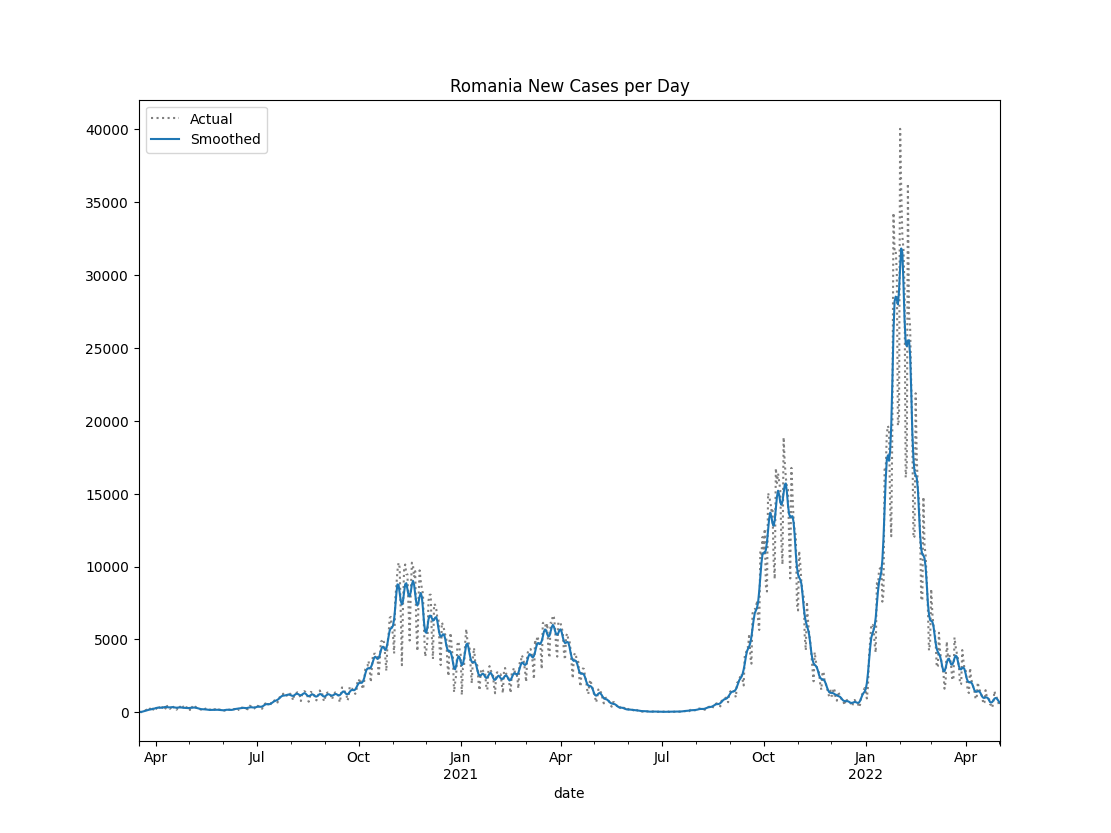 Romania New Cases per Day
Actual
Smoothed
40000
35000
30000
25000
20000
15000
10000
5000
0
Apr Jul Oct Jan Apr Jul Oct Jan Apr
2021 2022
date